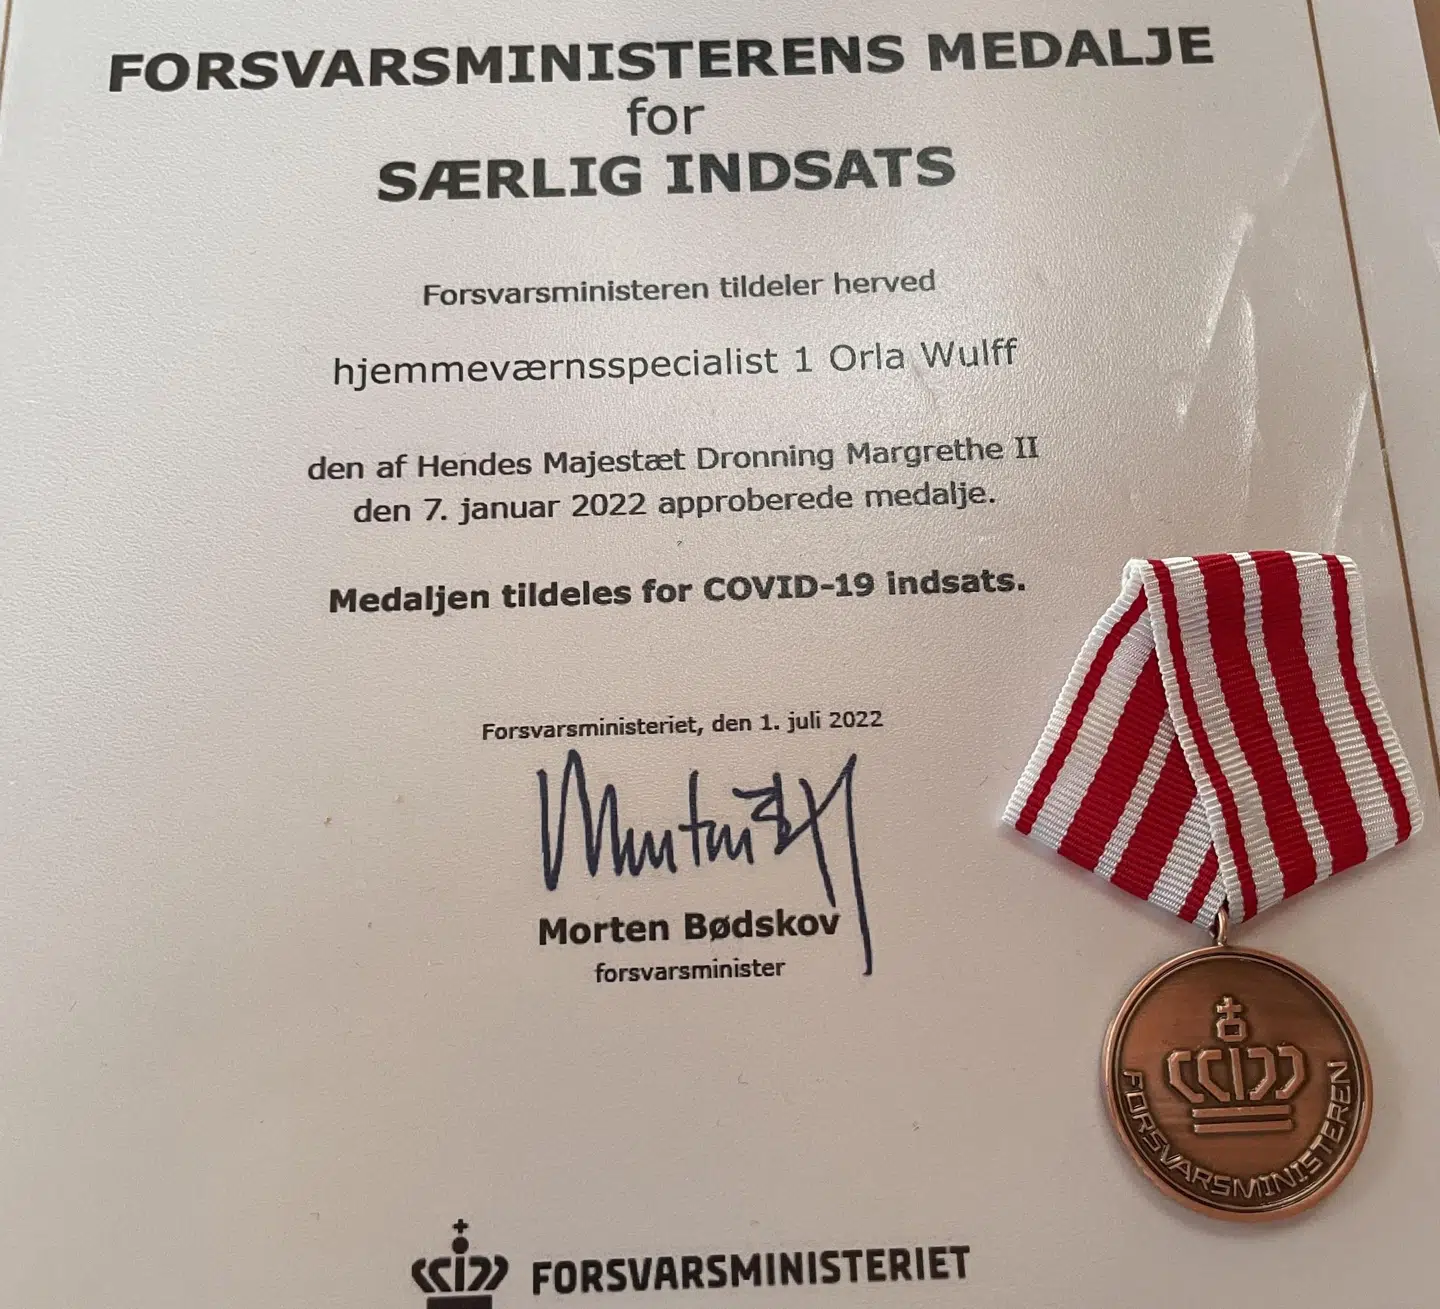 FORSVARSMINISTERENS MEDALJE
for
SÆRLIG INDSATS
Forsvarsministeren tildeler herved
hjemmeværnsspecialist 1 Orla Wulff
den af Hendes Majestæt Dronning Margrethe II
den 7. januar 2022 approberede medalje.
Medaljen tildeles for COVID-19 indsats.
Forsvarsministeriet, den 1. juli 2022
Morten Bødskov
forsvarsminister
FORSVARSMINISTEREN
FORSVARSMINISTERIET